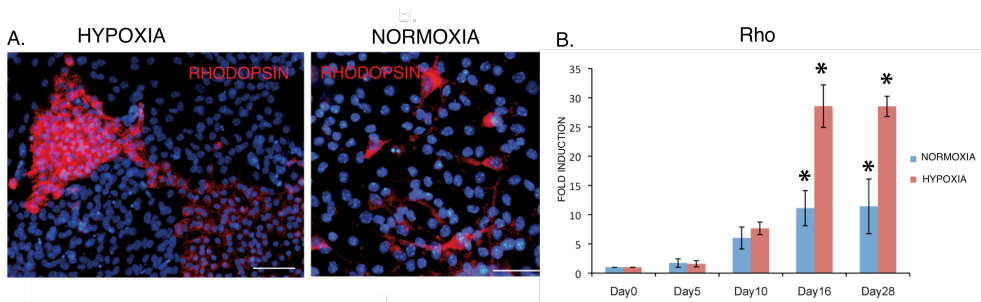 B.
A.
HYPOXIA
NORMOXIA
B.
Rho
RHODOPSIN
RHODOPSIN
FOLD INDUCTION
35
30
25
20
15
10
5
0
*
*
*
*
NORMOXIA
HYPOXIA
Day0
Day5
Day10
Day16
Day28